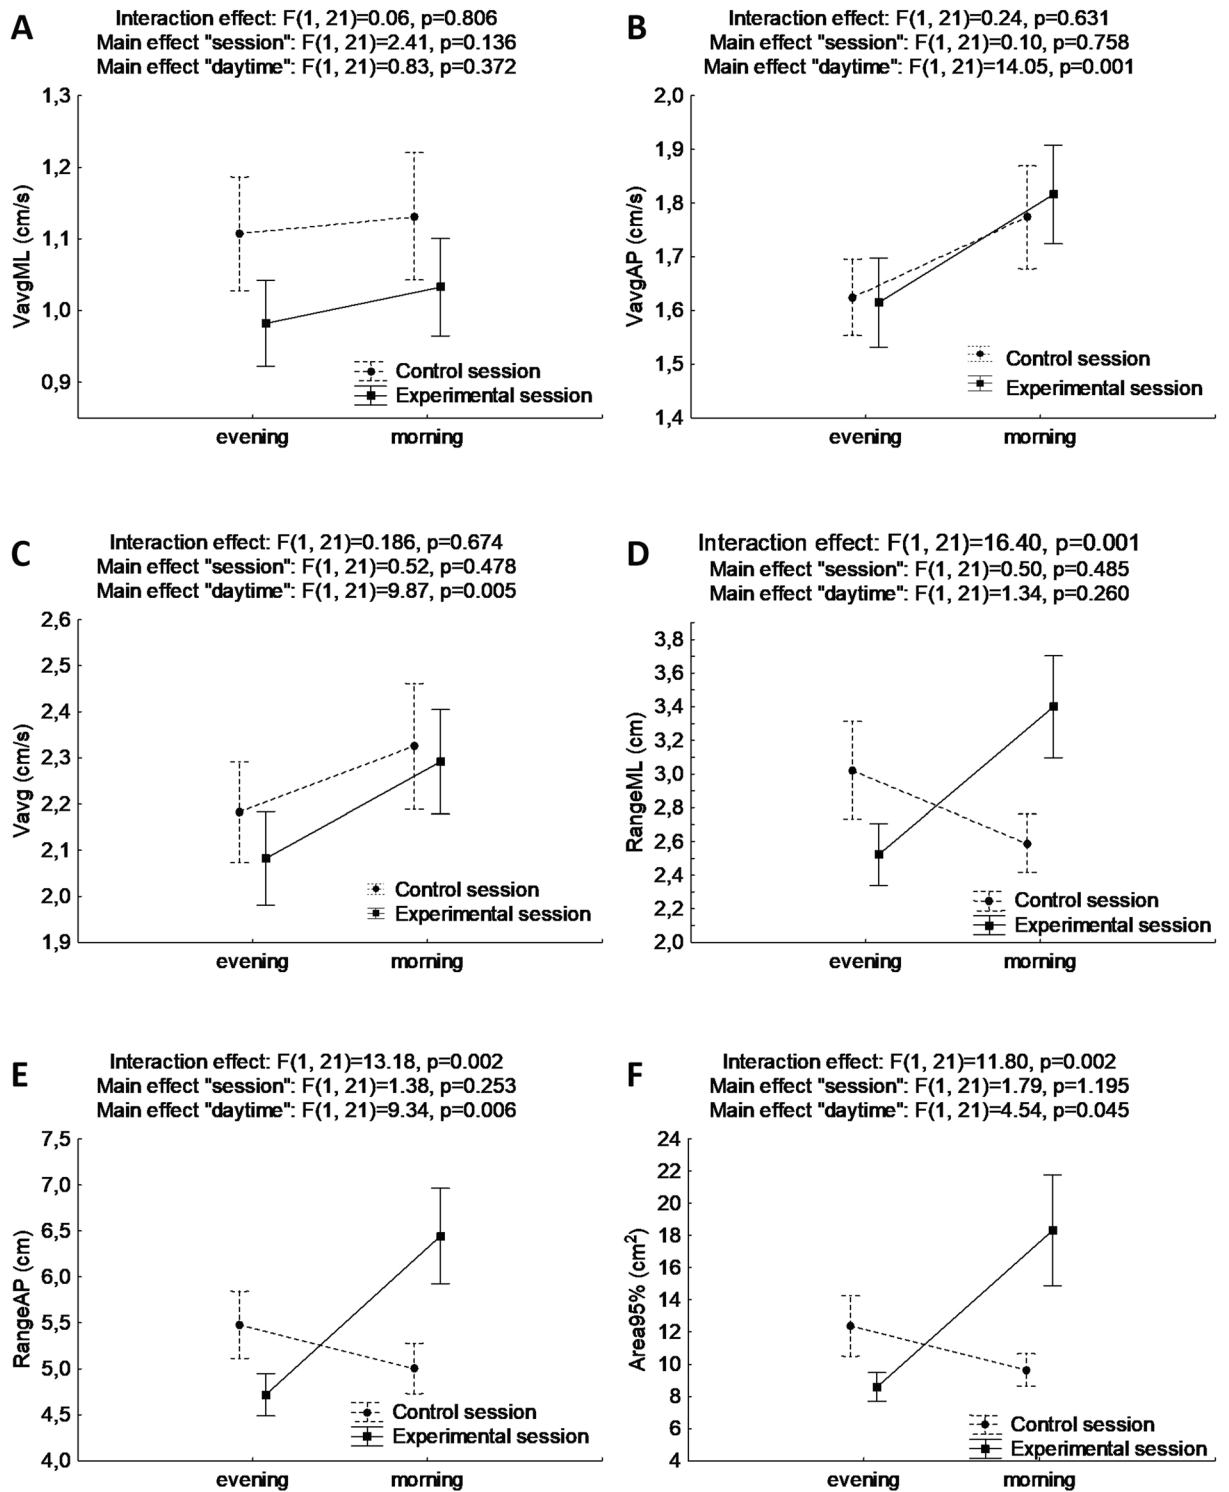 A
Interaction effect: F(1, 21)=0.06, p=0.806
Main effect "session": F(1, 21)=2.41, p=0.136
Main effect "daytime": F(1, 21)=0.83, p=0.372
1,3
1,2
1,1
1,0
0,9
VavgML (cm/s)
Control session
Experimental session
evening morning
B
Interaction effect: F(1, 21)=0.24, p=0.631
Main effect "session": F(1, 21)=0.10, p=0.758
Main effect "daytime": F(1, 21)=14.05, p=0.001
2,0
1,9
1,8
1,7
1,6
1,5
1,4
VavgAP (cm/s)
Control session
Experimental session
evening morning
C
Interaction effect: F(1, 21)=0.186, p=0.674
Main effect "session": F(1, 21)=0.52, p=0.478
Main effect "daytime": F(1, 21)=9.87, p=0.005
2,6
2,5
2,4
2,3
2,2
2,1
2,0
1,9
Vavg (cm/s)
Control session
Experimental session
evening morning
D
Interaction effect: F(1, 21)=16.40, p=0.001
Main effect "session": F(1, 21)=0.50, p=0.485
Main effect "daytime": F(1, 21)=1.34, p=0.260
3,8
3,6
3,4
3,2
3,0
2,8
2,6
2,4
2,2
2,0
RangeML (cm)
Control session
Experimental session
evening morning
E
Interaction effect: F(1, 21)=13.18, p=0.002
Main effect "session": F(1, 21)=1.38, p=0.253
Main effect "daytime": F(1, 21)=9.34, p=0.006
7,5
7,0
6,5
6,0
5,5
5,0
4,5
4,0
RangeAP (cm)
Control session
Experimental session
evening morning
F
Interaction effect: F(1, 21)=11.80, p=0.002
Main effect "session": F(1, 21)=1.79, p=1.195
Main effect "daytime": F(1, 21)=4.54, p=0.045
24
22
20
18
16
14
12
10
8
6
4
Area95% (cm²)
Control session
Experimental session
evening morning